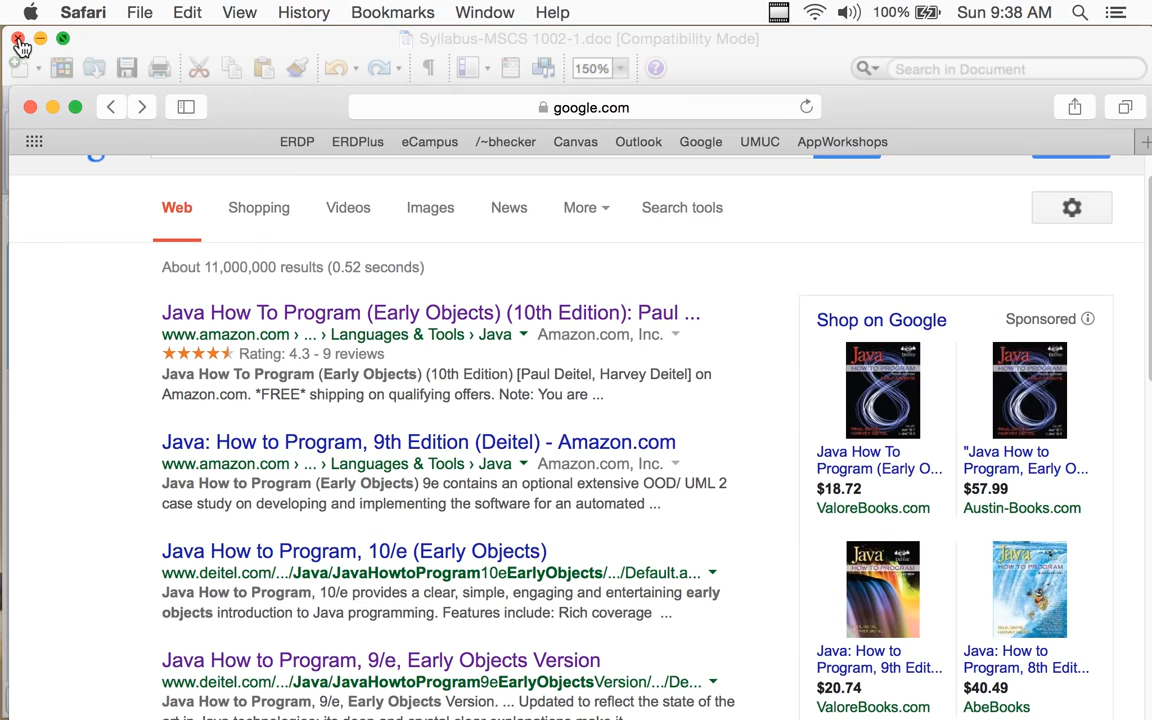 Safari File Edit View History Bookmarks Window Help 100% Sun 9:38 AM
Syllabus-MSCS 1002-1.doc [Compatibility Mode]
150% Search in Document
google.com
ERDP ERDPlus eCampus /~bhecker Canvas Outlook Google UMUC AppWorkshops
Web Shopping Videos Images News More Search tools
About 11,000,000 results (0.52 seconds)
Java How To Program (Early Objects) (10th Edition): Paul ...
www.amazon.com › ... › Languages & Tools › Java Amazon.com, Inc.
Rating: 4.3 - 9 reviews
Java How To Program (Early Objects) (10th Edition) [Paul Deitel, Harvey Deitel] on
Amazon.com. *FREE* shipping on qualifying offers. Note: You are ...
Java: How to Program, 9th Edition (Deitel) - Amazon.com
www.amazon.com › ... › Languages & Tools › Java Amazon.com, Inc.
Java How to Program (Early Objects) 9e contains an optional extensive OOD/ UML 2
case study on developing and implementing the software for an automated ...
Java How to Program, 10/e (Early Objects)
www.deitel.com/.../Java/JavaHowtoProgram10eEarlyObjects/.../Default.a...
Java How to Program, 10/e provides a clear, simple, engaging and entertaining early
objects introduction to Java programming. Features include: Rich coverage ...
Java How to Program, 9/e, Early Objects Version
www.deitel.com/.../Java/JavaHowtoProgram9eEarlyObjectsVersion/.../De...
Java How to Program, 9/e, Early Objects Version. ... Updated to reflect the state of the
Shop on Google Sponsored
Java How To
Program (Early O...
$18.72
ValoreBooks.com
"Java How to
Program, Early O...
$57.99
Austin-Books.com
Java: How to
Program, 9th Edit...
$20.74
ValoreBooks.com
Java: How to
Program, 8th Edit...
$40.49
AbeBooks